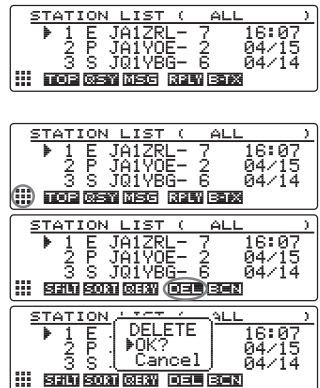 STATION LIST ( ALL )
1 E JA1ZRL- 7 16:07
2 P JA1YOE- 2 04/15
3 S JQ1YBG- 6 04/14
TOP QSY MSG RPLY B-TX
STATION LIST ( ALL )
1 E JA1ZRL- 7 16:07
2 P JA1YOE- 2 04/15
3 S JQ1YBG- 6 04/14
TOP QSY MSG RPLY B-TX
STATION LIST ( ALL )
1 E JA1ZRL- 7 16:07
2 P JA1YOE- 2 04/15
3 S JQ1YBG- 6 04/14
SFiLT SORT QERY DEL BCN
STATION ALL )
1 E . DELETE 16:07
2 P . OK? 04/15
3 S . Cancel 04/14
SFiLT SORT QERY DEL BCN